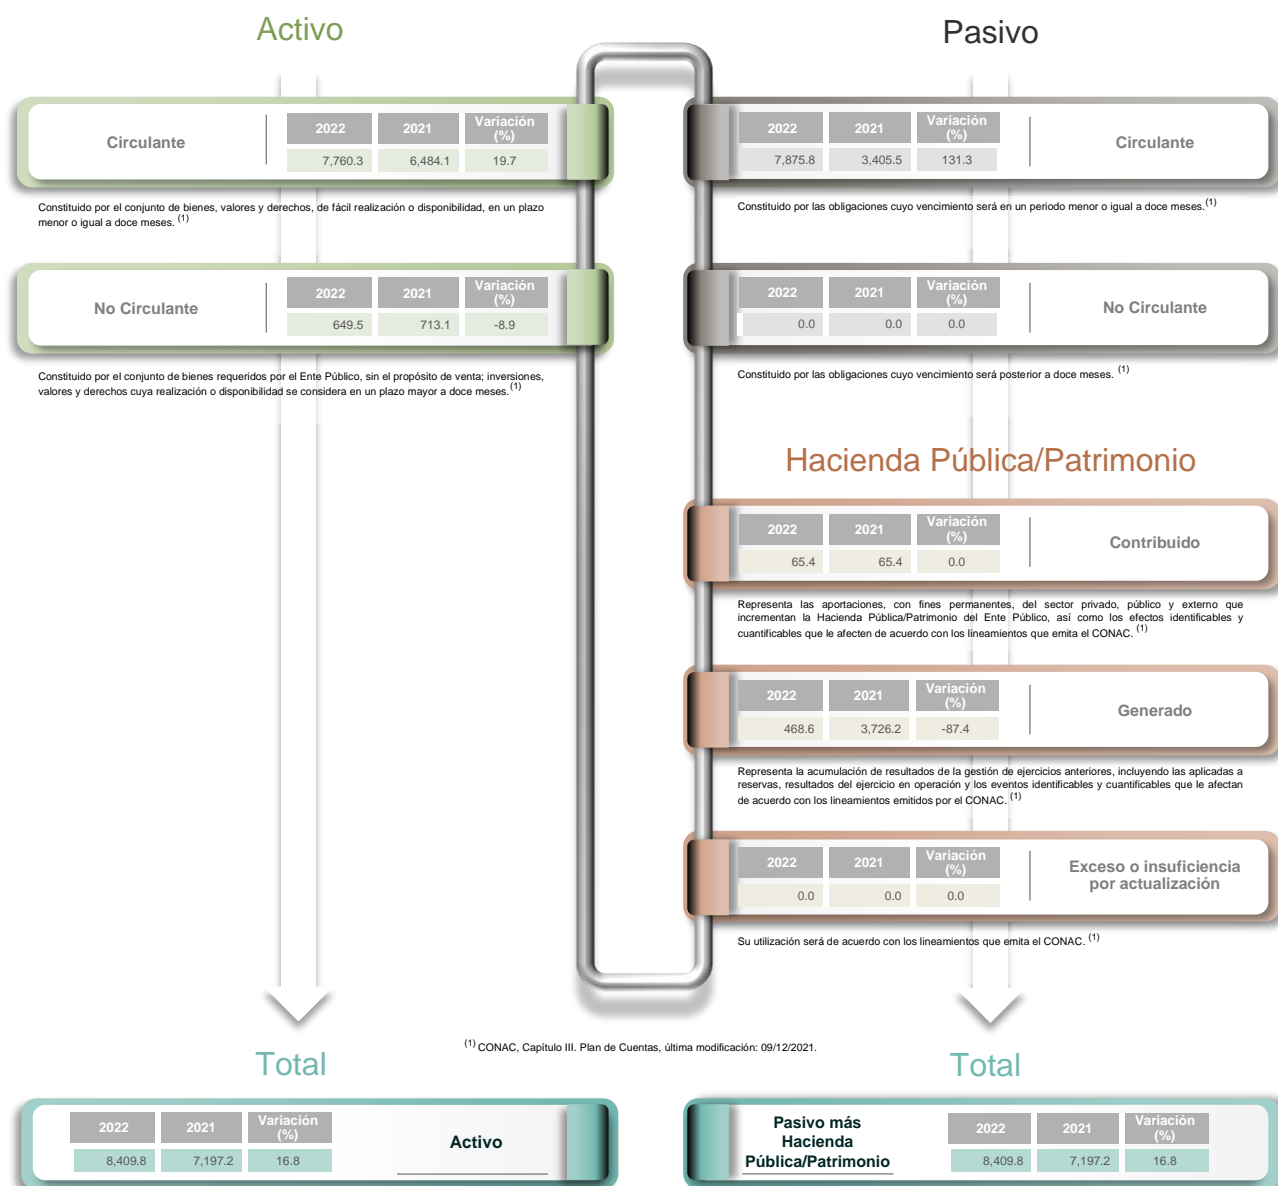 Activo
Circulante
2022 2021 Variación (%)
7,760.3 6,484.1 19.7
Constituido por el conjunto de bienes, valores y derechos, de fácil realización o disponibilidad, en un plazo
menor o igual a doce meses. (1)
No Circulante
2022 2021 Variación (%)
649.5 713.1 -8.9
Constituido por el conjunto de bienes requeridos por el Ente Público, sin el propósito de venta; inversiones,
valores y derechos cuya realización o disponibilidad se considera en un plazo mayor a doce meses. (1)
Pasivo
2022 2021 Variación (%)
7,875.8 3,405.5 131.3
Circulante
Constituido por las obligaciones cuyo vencimiento será en un periodo menor o igual a doce meses. (1)
2022 2021 Variación (%)
0.0 0.0 0.0
No Circulante
Constituido por las obligaciones cuyo vencimiento será posterior a doce meses. (1)
Hacienda Pública/Patrimonio
2022 2021 Variación (%)
65.4 65.4 0.0
Contribuido
Representa las aportaciones, con fines permanentes, del sector privado, público y externo que
incrementan la Hacienda Pública/Patrimonio del Ente Público, así como los efectos identificables y
cuantificables que le afecten de acuerdo con los lineamientos que emita el CONAC. (1)
2022 2021 Variación (%)
468.6 3,726.2 -87.4
Generado
Representa la acumulación de resultados de la gestión de ejercicios anteriores, incluyendo las aplicadas a
reservas, resultados del ejercicio en operación y los eventos identificables y cuantificables que le afectan
de acuerdo con los lineamientos emitidos por el CONAC. (1)
2022 2021 Variación (%)
0.0 0.0 0.0
Exceso o insuficiencia
por actualización
Su utilización será de acuerdo con los lineamientos que emita el CONAC. (1)
(1) CONAC, Capítulo III. Plan de Cuentas, última modificación: 09/12/2021.
Total
2022 2021 Variación (%)
8,409.8 7,197.2 16.8
Activo
Total
Pasivo más
Hacienda
Pública/Patrimonio
2022 2021 Variación (%)
8,409.8 7,197.2 16.8